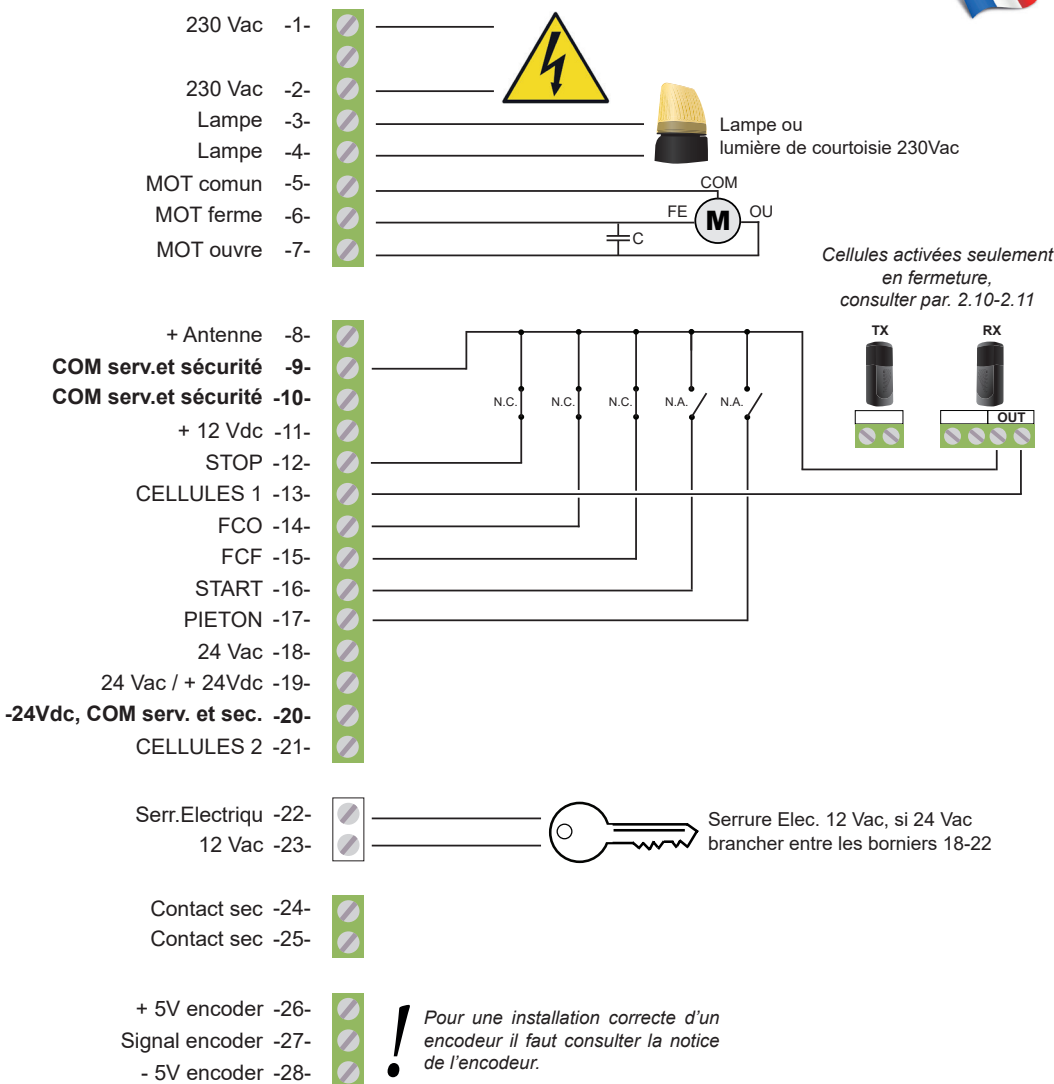 230 Vac -1-
230 Vac -2-
Lampe -3-
Lampe -4-
Lampe ou
lumière de courtoisie 230Vac
MOT comun -5-
MOT ferme -6-
MOT ouvre -7-
COM
FE
M
OU
C
Cellules activées seulement
en fermeture,
consulter par. 2.10-2.11
TX
RX
OUT
+ Antenne -8-
COM serv.et sécurité -9-
COM serv.et sécurité -10-
+ 12 Vdc -11-
STOP -12-
CELLULES 1 -13-
FCO -14-
FCF -15-
START -16-
PIETON -17-
24 Vac -18-
24 Vac / + 24Vdc -19-
-24Vdc, COM serv. et sec. -20-
CELLULES 2 -21-
N.C.
N.C.
N.C.
N.A.
N.A.
Serr.Electriqu -22-
12 Vac -23-
Serrure Elec. 12 Vac, si 24 Vac
brancher entre les borniers 18-22
Contact sec -24-
Contact sec -25-
+ 5V encoder -26-
Signal encoder -27-
- 5V encoder -28-
!
Pour une installation correcte d'un
encodeur il faut consulter la notice
de l'encodeur.